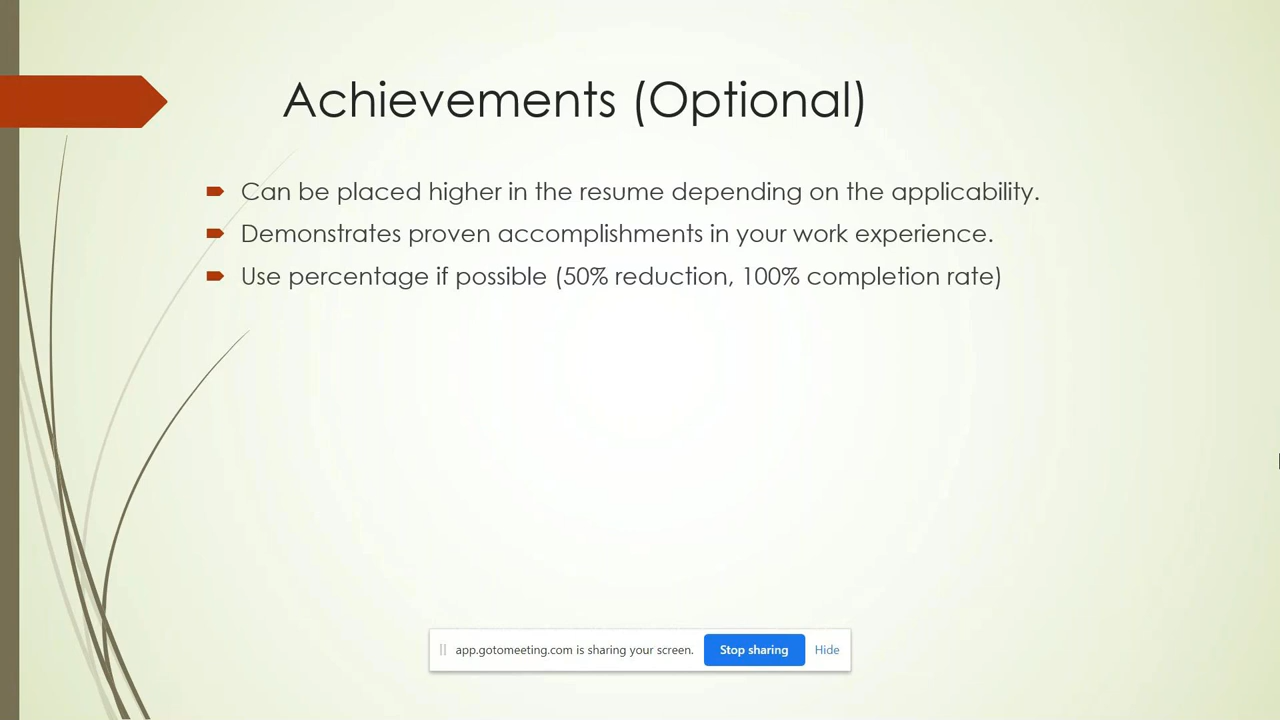 Achievements (Optional)
Can be placed higher in the resume depending on the applicability.
Demonstrates proven accomplishments in your work experience.
Use percentage if possible (50% reduction, 100% completion rate)
app.gotomeeting.com is sharing your screen. Stop sharing Hide